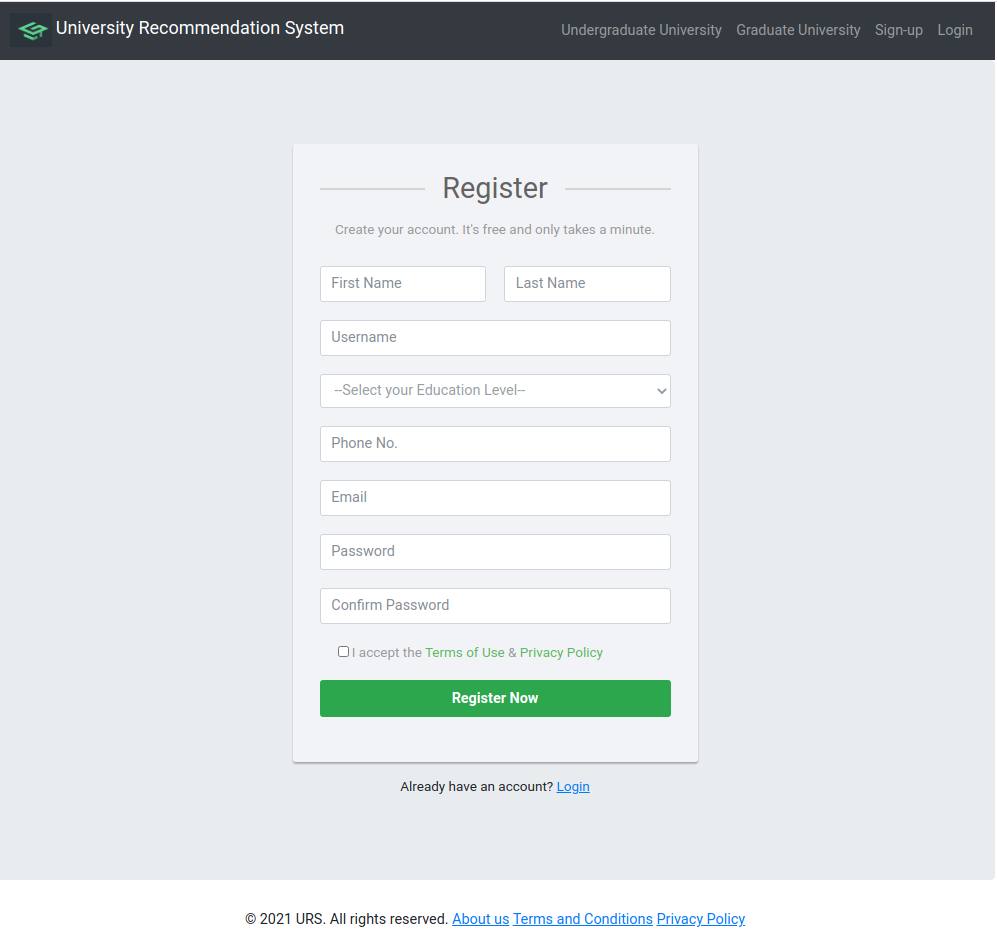 University Recommendation System Undergraduate University Graduate University Sign-up Login
Register
Create your account. It's free and only takes a minute.
First Name Last Name
Username
--Select your Education Level--
Phone No.
Email
Password
Confirm Password
I accept the Terms of Use & Privacy Policy
Register Now
Already have an account? Login
© 2021 URS. All rights reserved. About us Terms and Conditions Privacy Policy